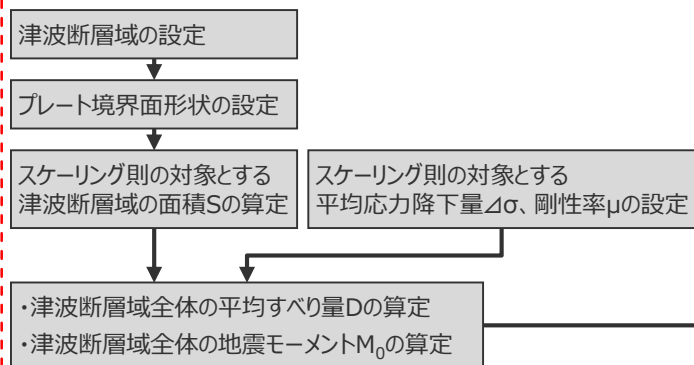 津波断層域の設定
プレート境界面形状の設定
スケーリング則の対象とする
津波断層域の面積Sの算定
スケーリング則の対象とする
平均応力降下量⊿σ、剛性率μの設定
・津波断層域全体の平均すべり量Dの算定
・津波断層域全体の地震モーメントM₀の算定